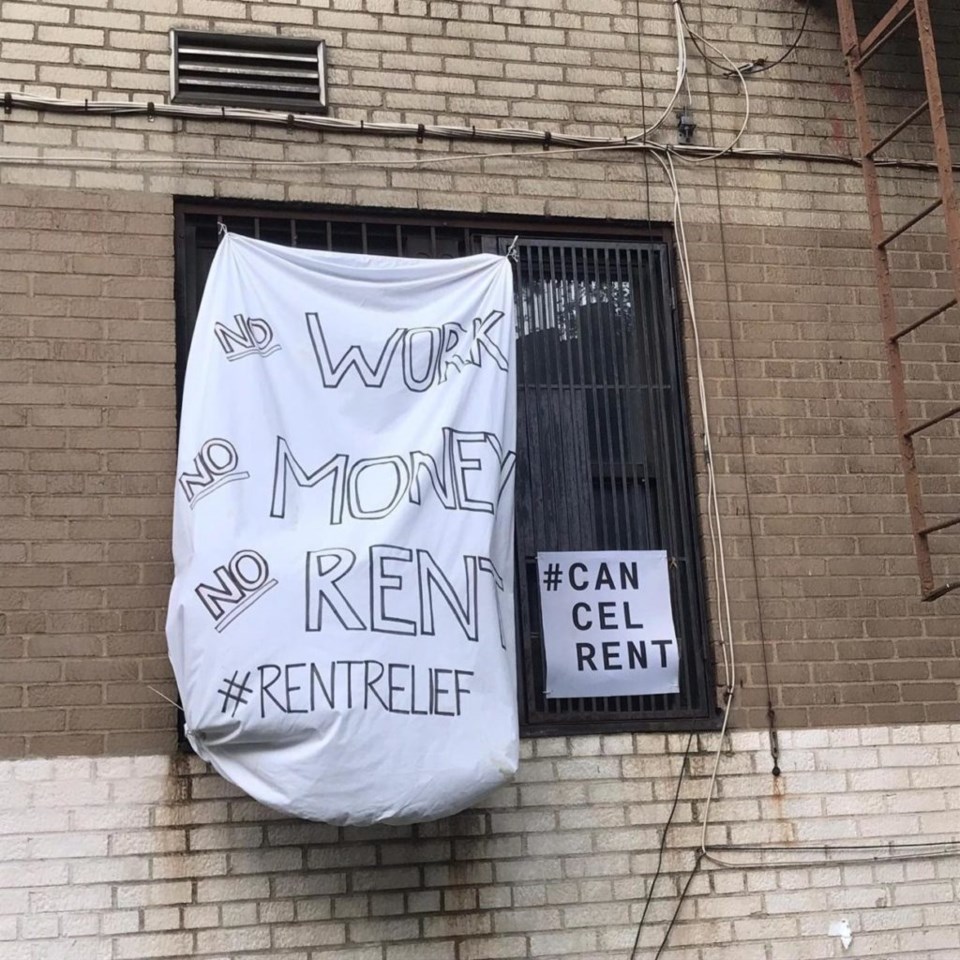 NO WORK
NO MONEY
NO RENT
#RENTRELIEF
#CAN
CEL
RENT